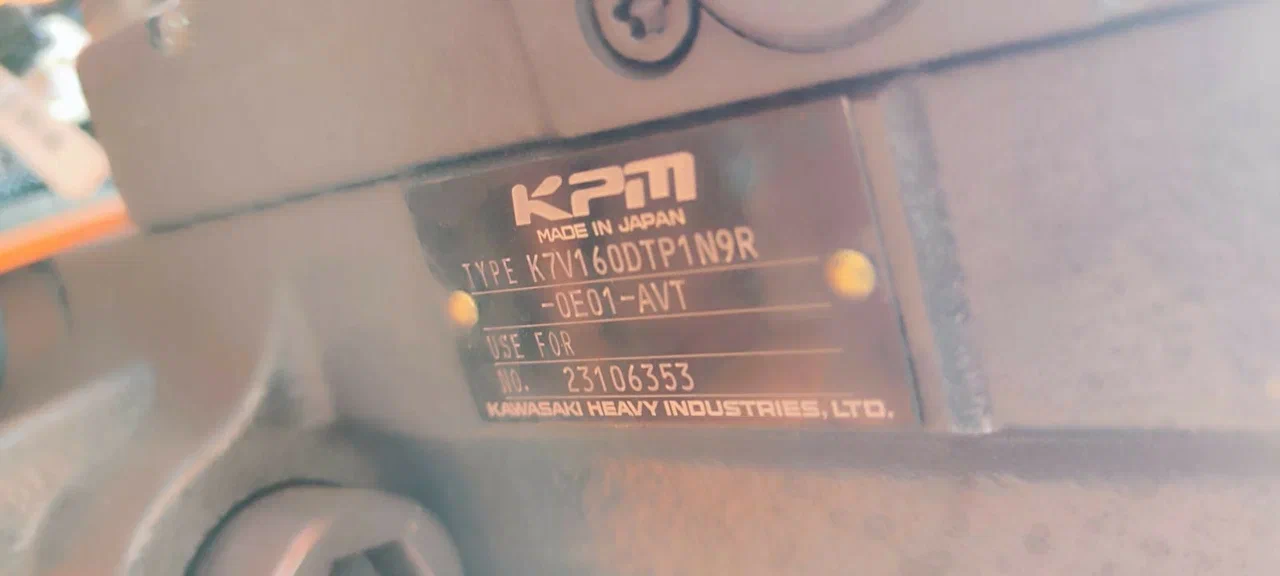 KPM
MADE IN JAPAN
TYPE K7V160DTP1N9R
-0E01-AVT
USE FOR
NO. 23106353
KAWASAKI HEAVY INDUSTRIES, LTD.